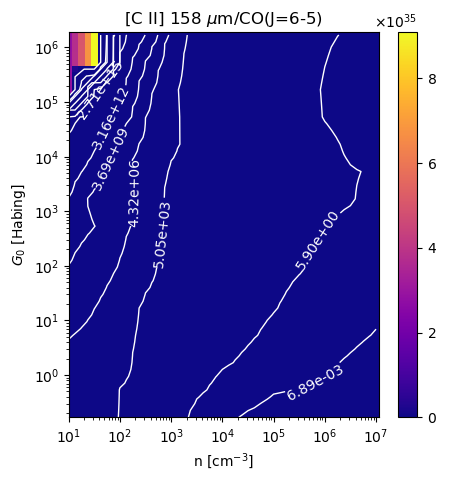 [C II] 158 μm/CO(J=6-5)
×10³⁵
10⁶
10⁵
10⁴
10³
10²
10¹
10⁰
G₀ [Habing]
3.16e+12
3.69e+09
4.32e+06
5.05e+03
5.90e+00
6.89e-03
8
6
4
2
0
10¹ 10² 10³ 10⁴ 10⁵ 10⁶ 10⁷
n [cm⁻³]